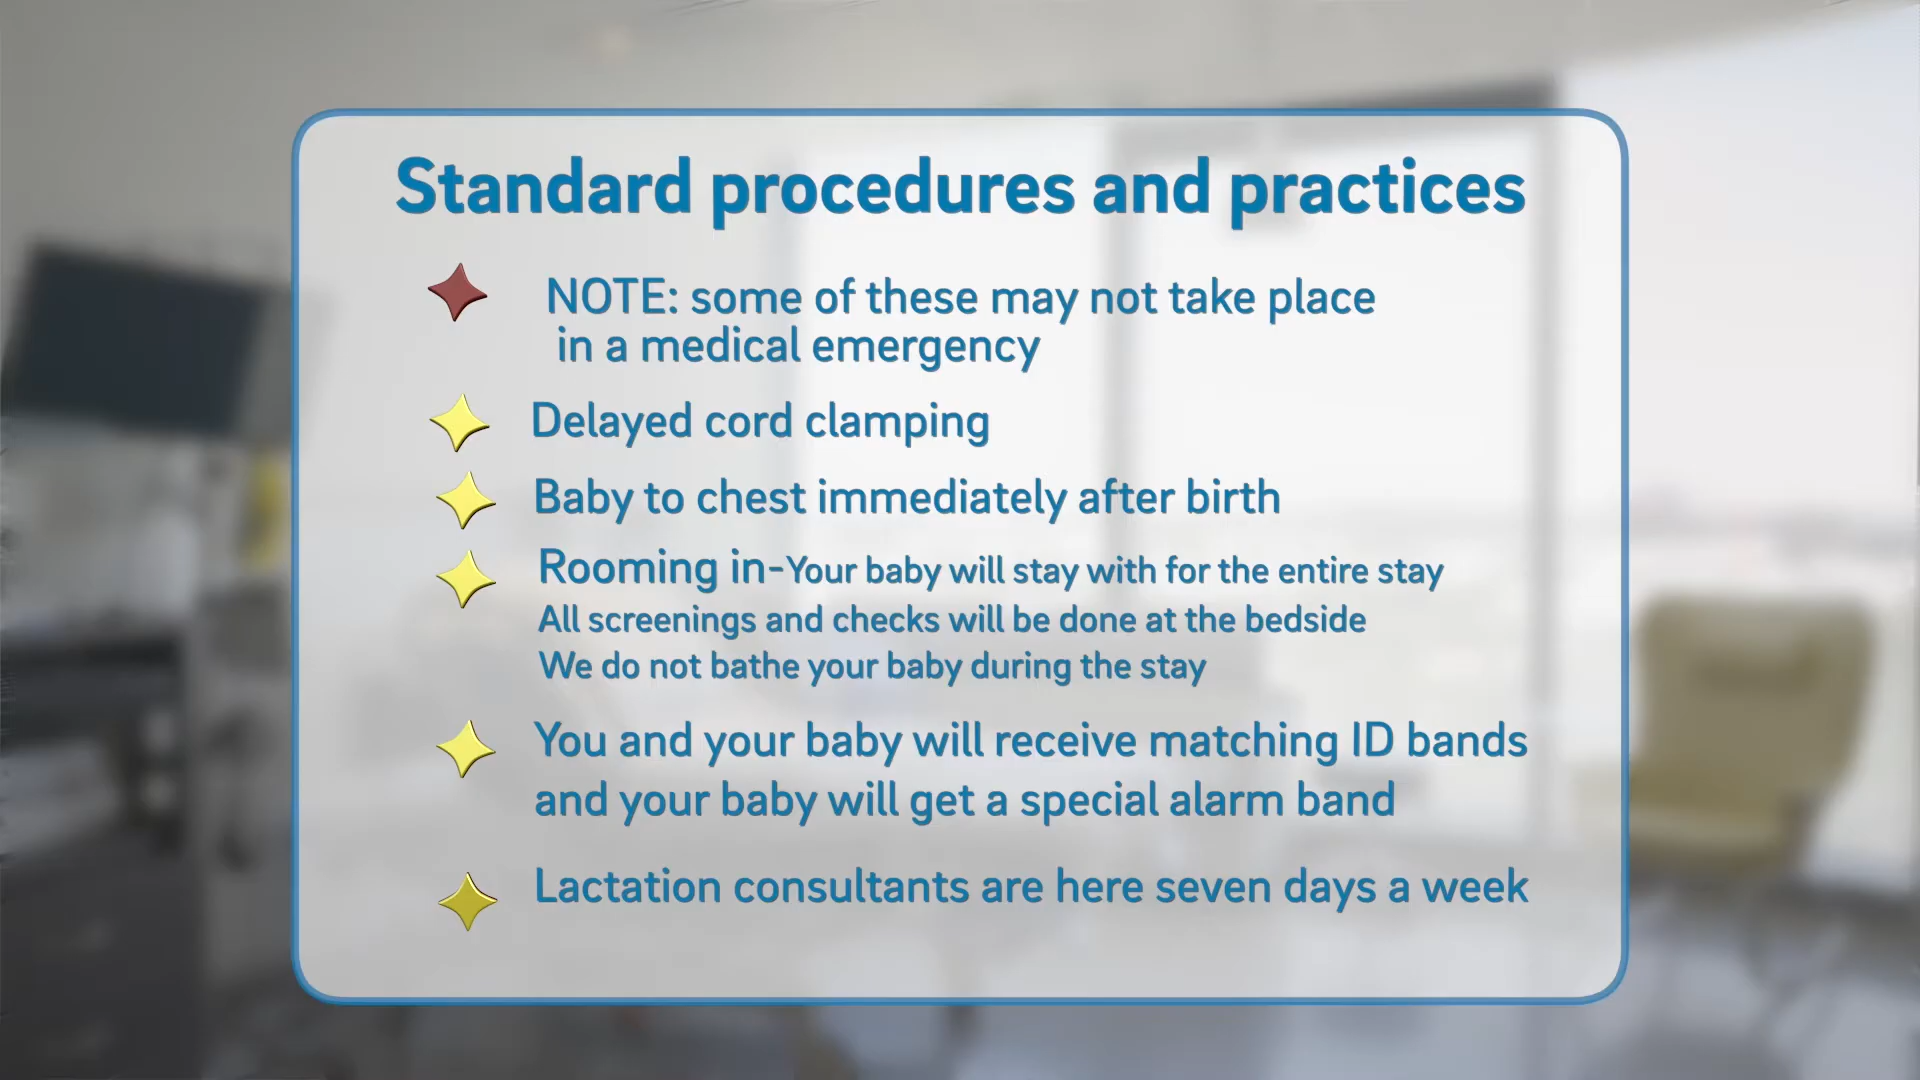 Standard procedures and practices
NOTE: some of these may not take place
in a medical emergency
Delayed cord clamping
Baby to chest immediately after birth
Rooming in-Your baby will stay with for the entire stay
All screenings and checks will be done at the bedside
We do not bathe your baby during the stay
You and your baby will receive matching ID bands
and your baby will get a special alarm band
Lactation consultants are here seven days a week